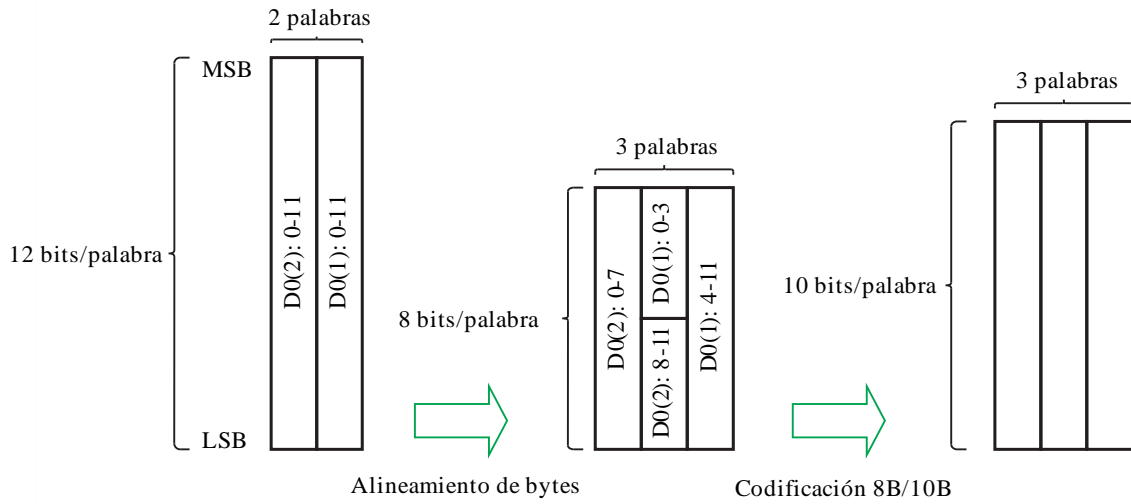 2 palabras
MSB
12 bits/palabra
D0(2): 0-11
D0(1): 0-11
LSB
Alineamiento de bytes
3 palabras
8 bits/palabra
D0(2): 0-7
D0(1): 0-3
D0(2): 8-11
D0(1): 4-11
Codificación 8B/10B
3 palabras
10 bits/palabra